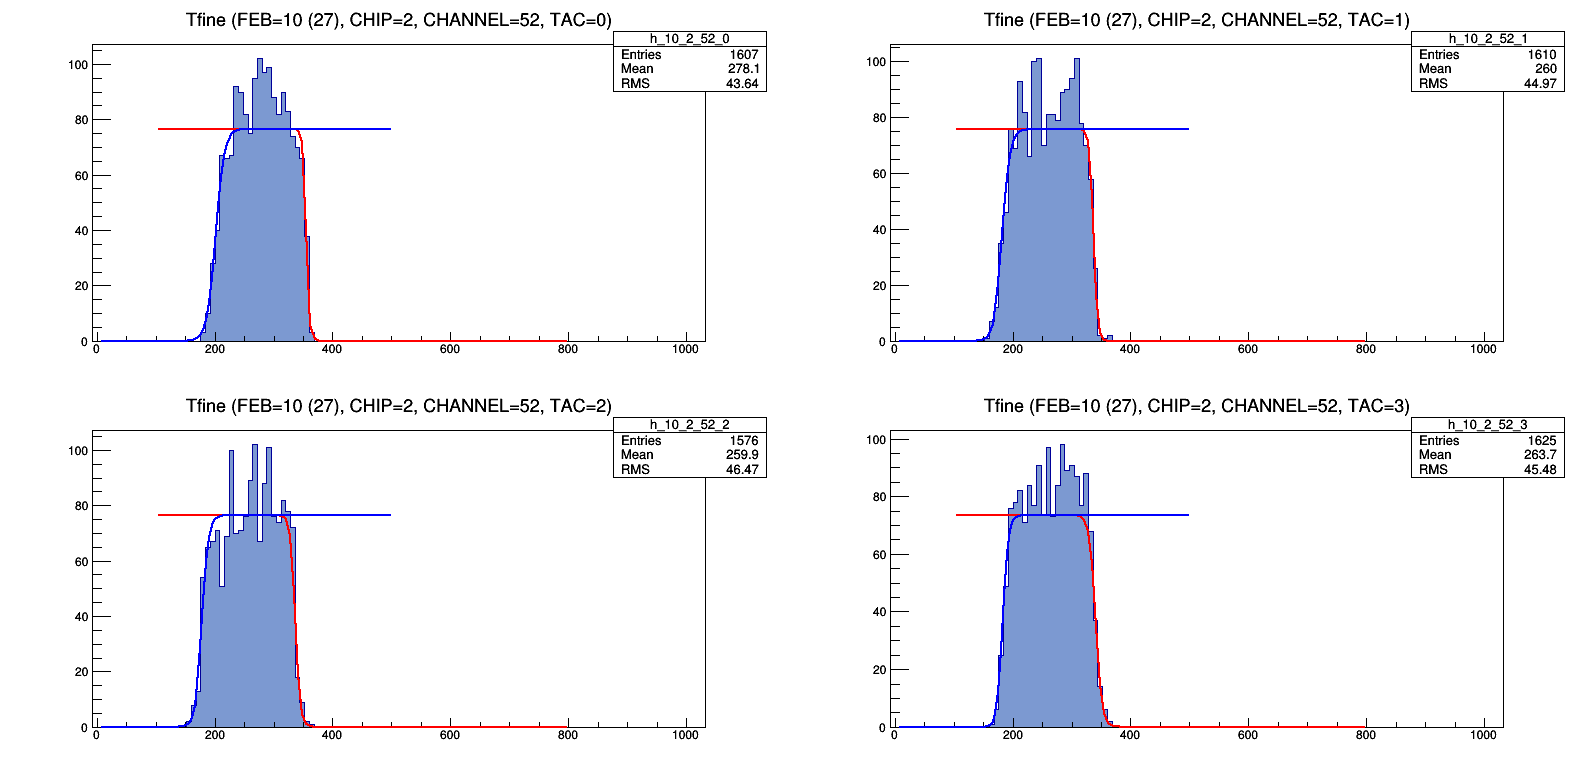 Tfine (FEB=10 (27), CHIP=2, CHANNEL=52, TAC=0)
h_10_2_52_0
Entries 1607
Mean 278.1
RMS 43.64
100
80
60
40
20
0
0 200 400 600 800 1000
Tfine (FEB=10 (27), CHIP=2, CHANNEL=52, TAC=1)
h_10_2_52_1
Entries 1610
Mean 260
RMS 44.97
100
80
60
40
20
0
0 200 400 600 800 1000
Tfine (FEB=10 (27), CHIP=2, CHANNEL=52, TAC=2)
h_10_2_52_2
Entries 1576
Mean 259.9
RMS 46.47
100
80
60
40
20
0
0 200 400 600 800 1000
Tfine (FEB=10 (27), CHIP=2, CHANNEL=52, TAC=3)
h_10_2_52_3
Entries 1625
Mean 263.7
RMS 45.48
100
80
60
40
20
0
0 200 400 600 800 1000